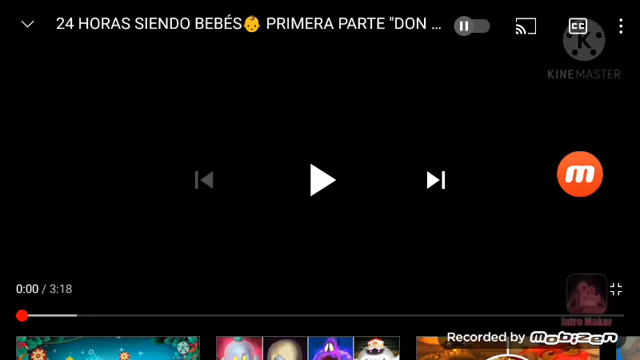 24 HORAS SIENDO BEBÉS👶 PRIMERA PARTE "DON ...
CC
K
KINEMASTER
m
0:00 / 3:18
Intro Maker
Recorded by Mobizen